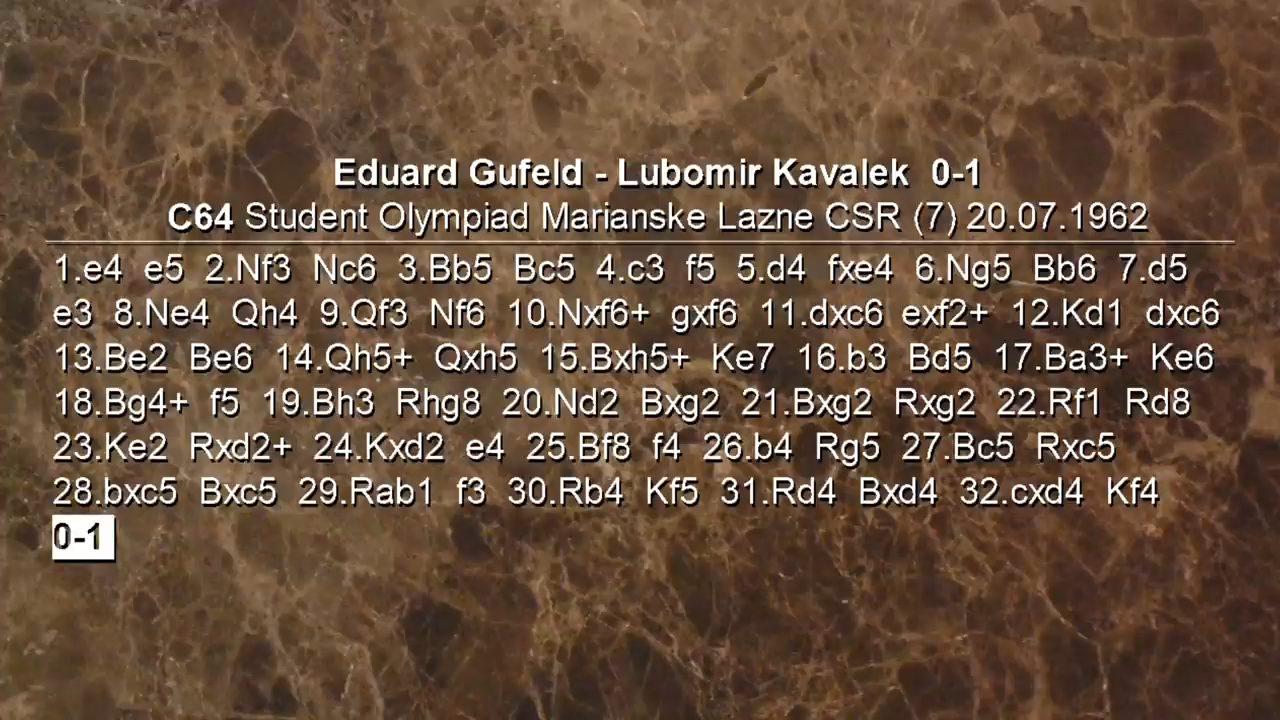 Eduard Gufeld - Lubomir Kavalek 0-1
C64 Student Olympiad Marianske Lazne CSR (7) 20.07.1962
1.e4 e5 2.Nf3 Nc6 3.Bb5 Bc5 4.c3 f5 5.d4 fxe4 6.Ng5 Bb6 7.d5
e3 8.Ne4 Qh4 9.Qf3 Nf6 10.Nxf6+ gxf6 11.dxc6 exf2+ 12.Kd1 dxc6
13.Be2 Be6 14.Qh5+ Qxh5 15.Bxh5+ Ke7 16.b3 Bd5 17.Ba3+ Ke6
18.Bg4+ f5 19.Bh3 Rhg8 20.Nd2 Bxg2 21.Bxg2 Rxg2 22.Rf1 Rd8
23.Ke2 Rxd2+ 24.Kxd2 e4 25.Bf8 f4 26.b4 Rg5 27.Bc5 Rxc5
28.bxc5 Bxc5 29.Rab1 f3 30.Rb4 Kf5 31.Rd4 Bxd4 32.cxd4 Kf4
0-1